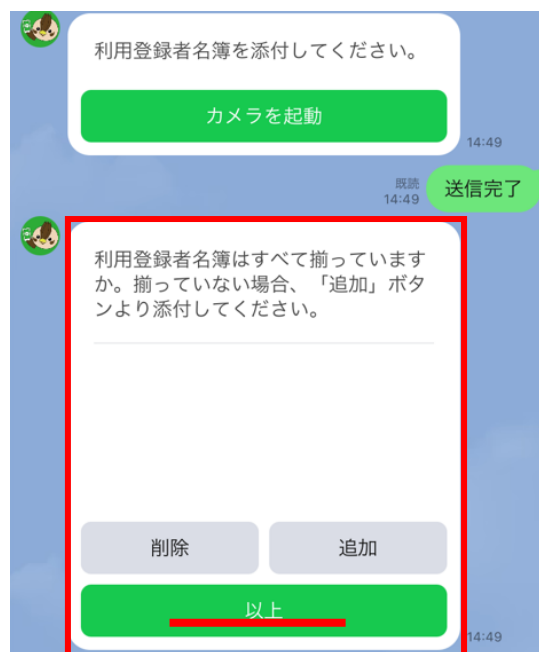 利用登録者名簿を添付してください。
カメラを起動
14:49
既読
14:49
送信完了
利用登録者名簿はすべて揃っています
か。揃っていない場合、「追加」ボタ
ンより添付してください。
削除
追加
以上
14:49